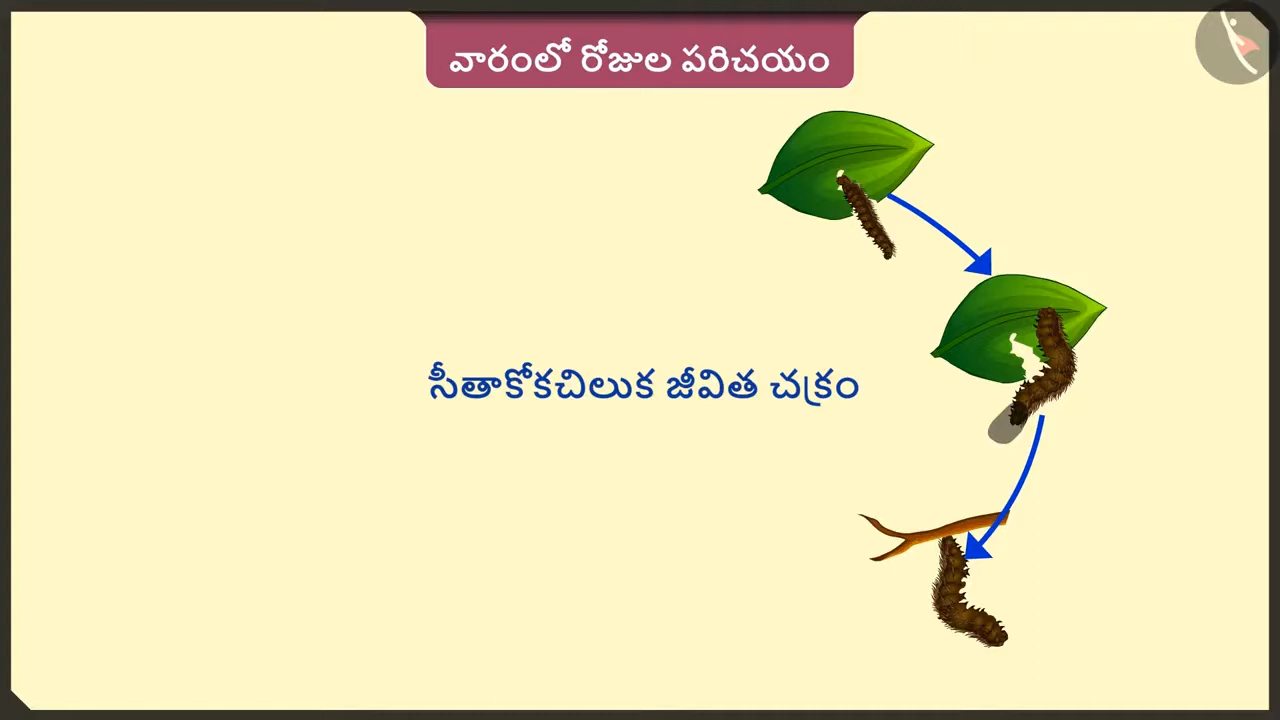 వారంలో రోజుల పరిచయం
సీతాకోకచిలుక జీవిత చక్రం